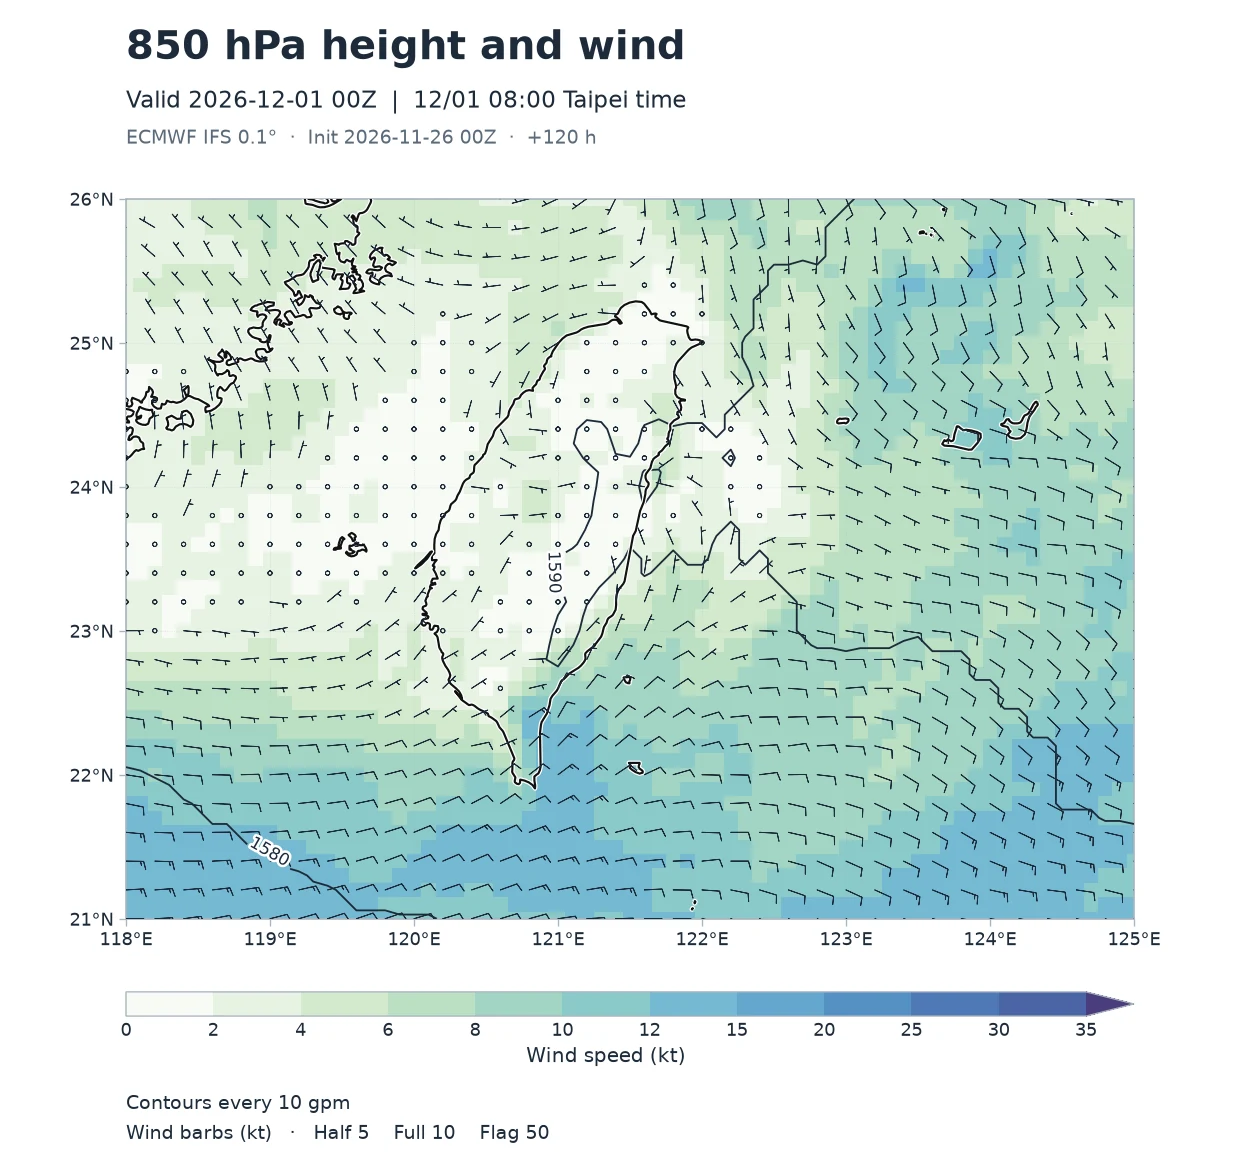 850 hPa height and wind
Valid 2026-12-01 00Z | 12/01 08:00 Taipei time
ECMWF IFS 0.1° · Init 2026-11-26 00Z · +120 h
26°N
25°N
24°N
23°N
22°N
21°N
1590
1580
118°E 119°E 120°E 121°E 122°E 123°E 124°E 125°E
0 2 4 6 8 10 12 15 20 25 30 35
Wind speed (kt)
Contours every 10 gpm
Wind barbs (kt) · Half 5 Full 10 Flag 50